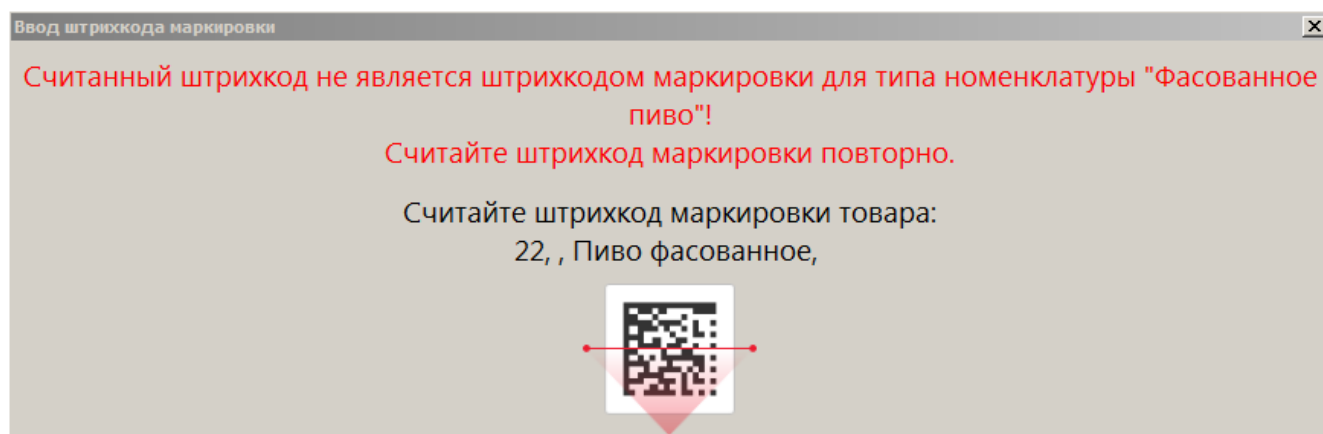 Ввод штрихкода маркировки
Считанный штрихкод не является штрихкодом маркировки для типа номенклатуры "Фасованное
пиво"!
Считайте штрихкод маркировки повторно.
Считайте штрихкод маркировки товара:
22, , Пиво фасованное,